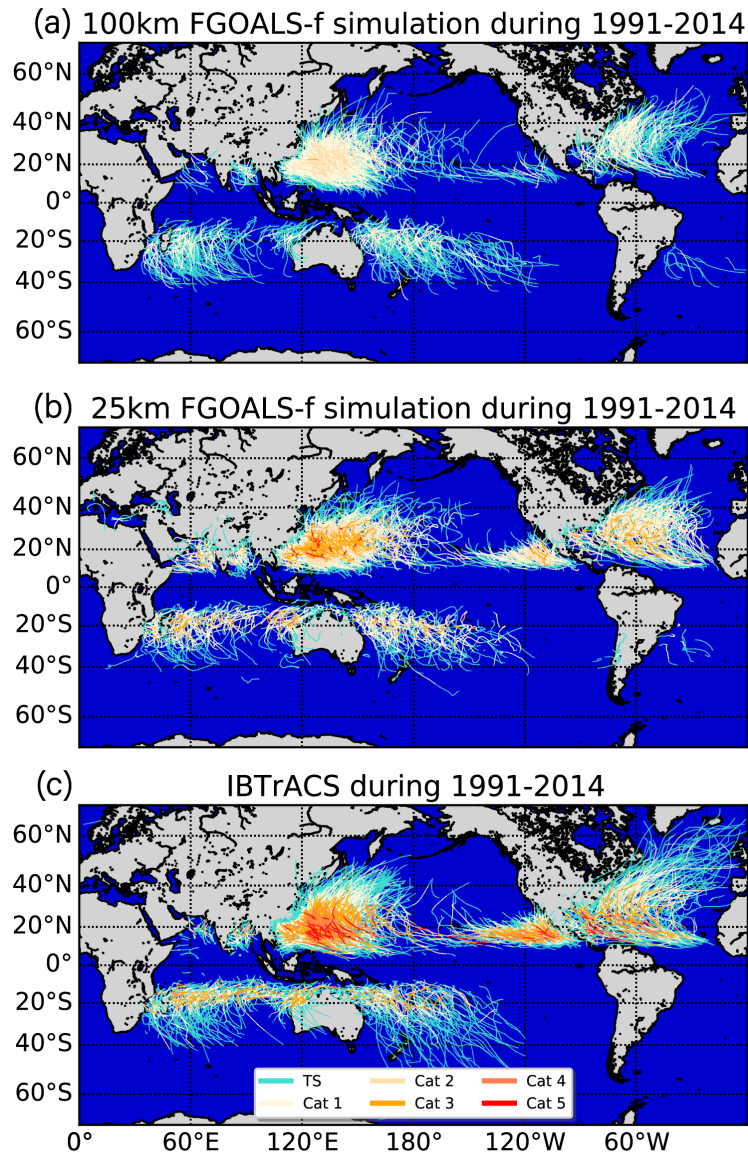 (a) 100km FGOALS-f simulation during 1991-2014
60°N
40°N
20°N
0°
20°S
40°S
60°S
(b) 25km FGOALS-f simulation during 1991-2014
60°N
40°N
20°N
0°
20°S
40°S
60°S
(c) IBTrACS during 1991-2014
60°N
40°N
20°N
0°
20°S
40°S
60°S
TS Cat 2 Cat 4
Cat 1 Cat 3 Cat 5
0° 60°E 120°E 180° 120°W 60°W